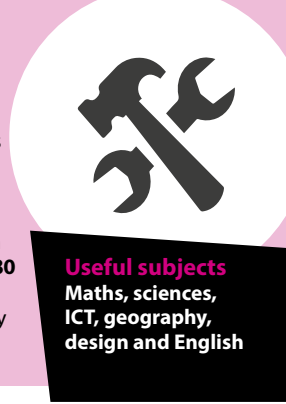 Useful subjects
Maths, sciences,
ICT, geography,
design and English